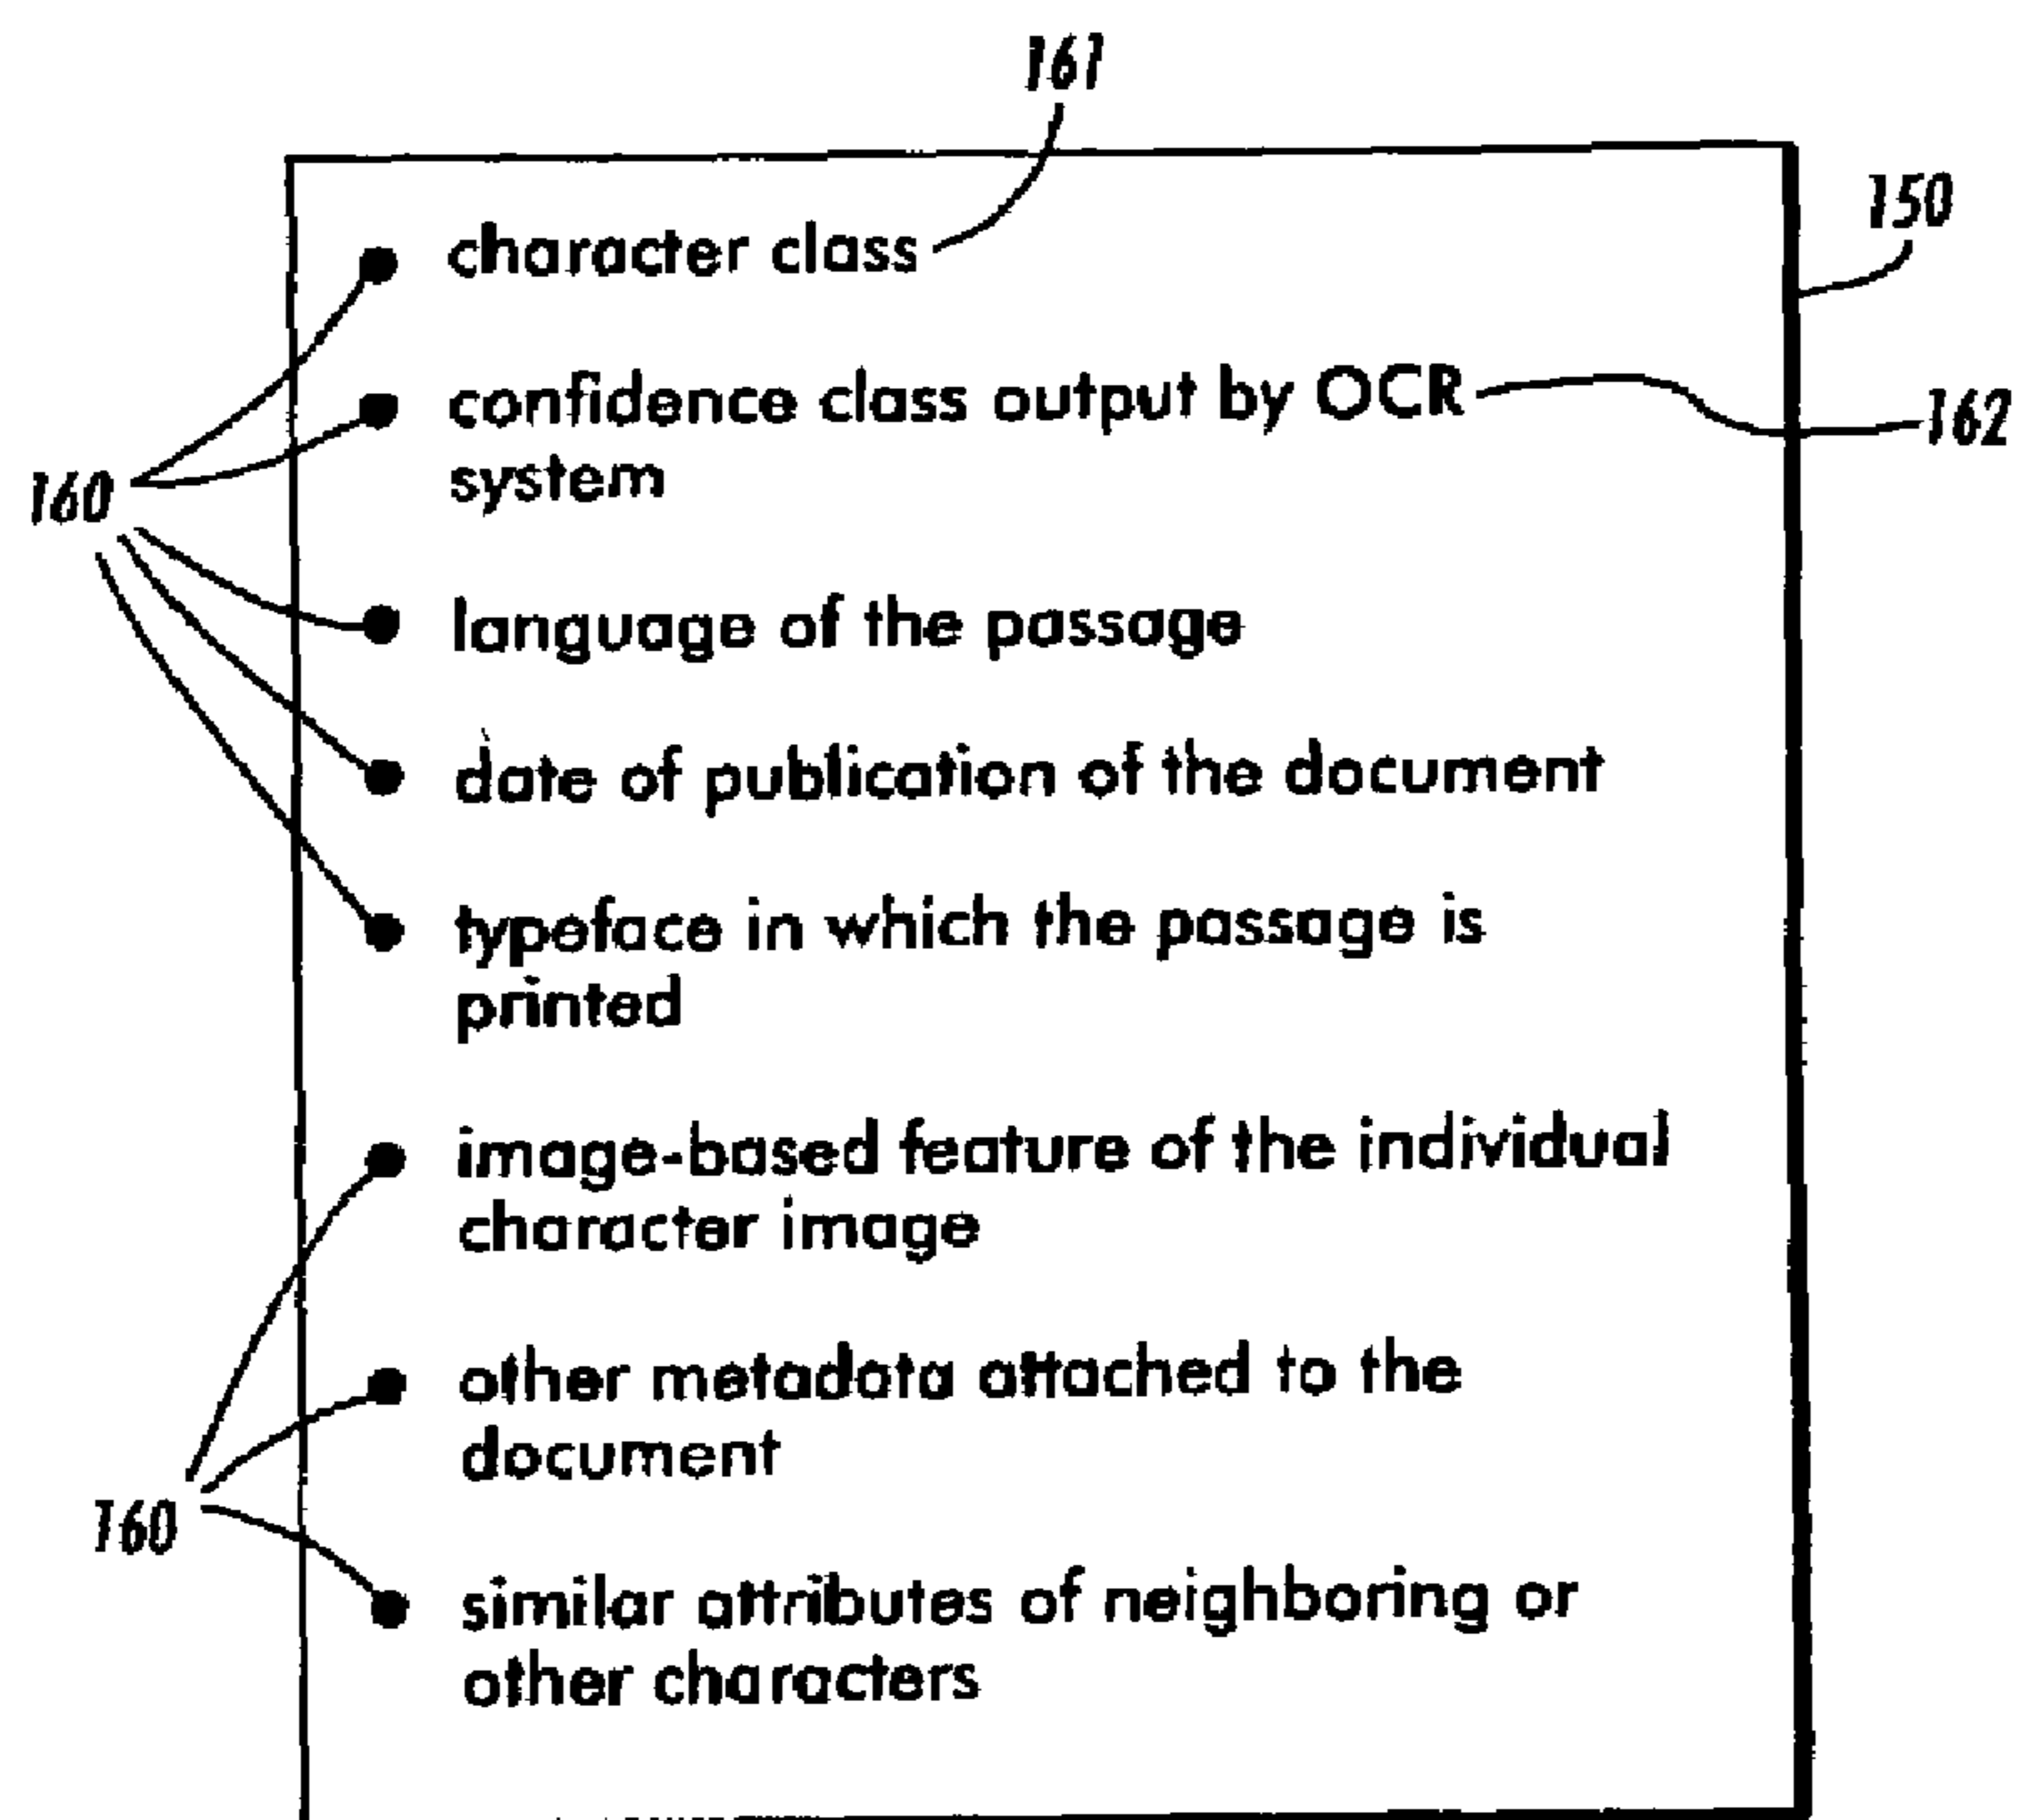 161
150
● character class
● confidence class output by OCR
162
system
160
● language of the passage
● date of publication of the document
● typeface in which the passage is
printed
● image-based feature of the individual
character image
● other metadata attached to the
document
160
● similar attributes of neighboring or
other characters